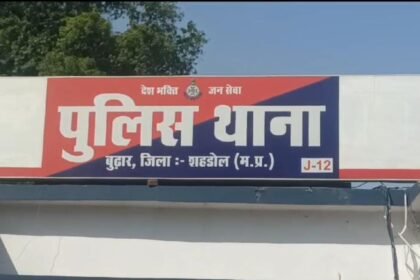 देश भक्ति जन सेवा
पुलिस थाना
बुढ़ार, जिला :- शहडोल (म.प्र.)
J-12